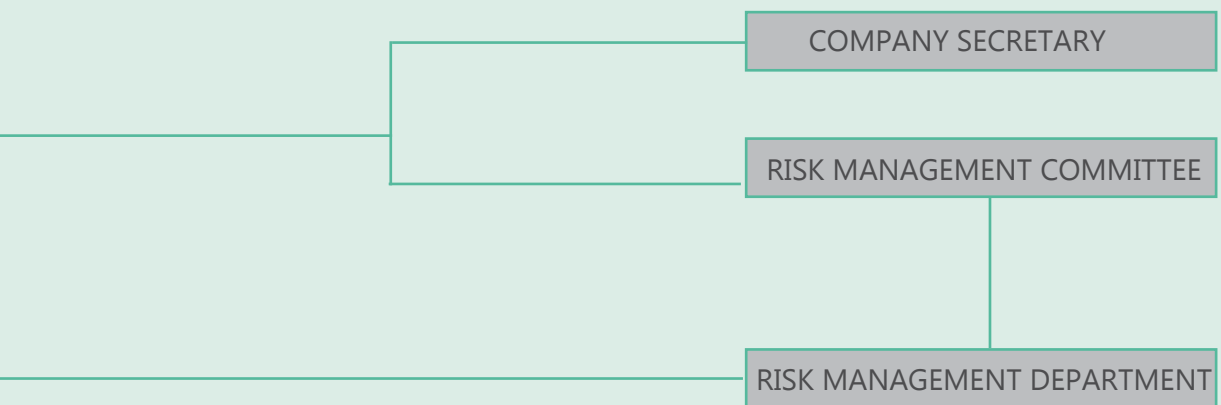 COMPANY SECRETARY
RISK MANAGEMENT COMMITTEE
RISK MANAGEMENT DEPARTMENT